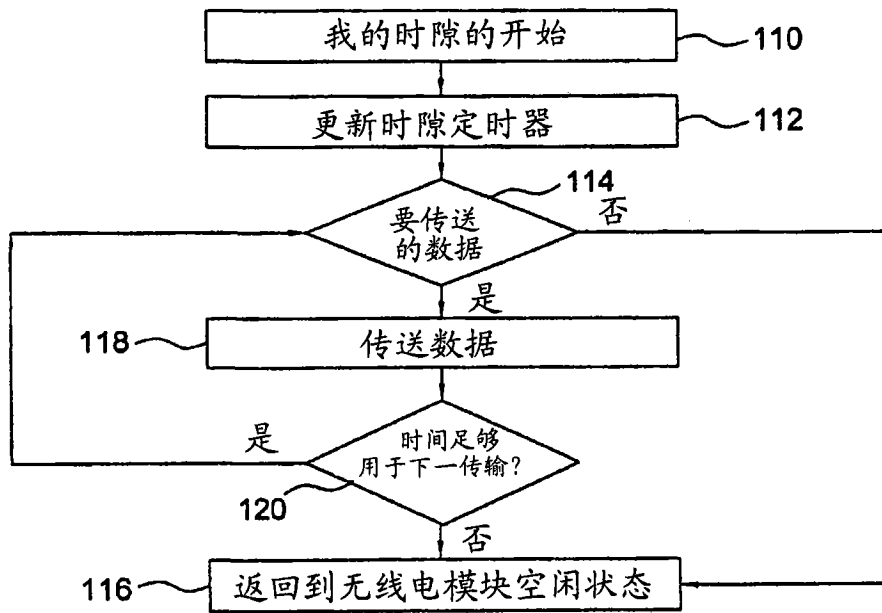 我的时隙的开始
110
更新时隙定时器
112
114
要传送
的数据
否
是
118
传送数据
是
时间足够
用于下一传输?
120
否
116
返回到无线电模块空闲状态